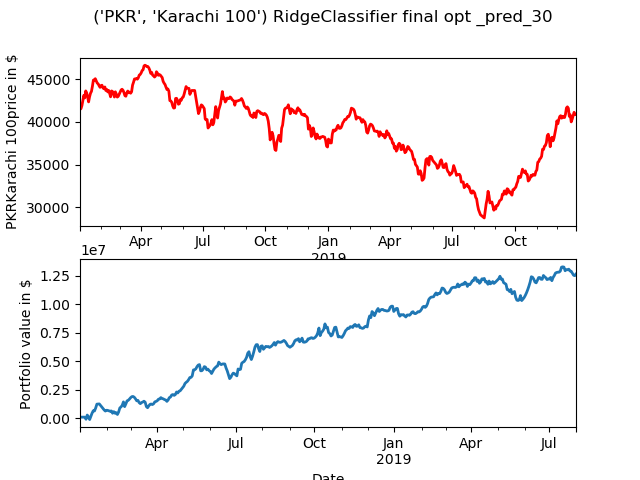 ('PKR', 'Karachi 100') RidgeClassifier final opt _pred_30
PKRKarachi 100price in $
45000
40000
35000
30000
Apr Jul Oct Jan Apr Jul Oct
2019
1e7
Portfolio value in $
1.25
1.00
0.75
0.50
0.25
0.00
Apr Jul Oct Jan Apr Jul
2019
Date